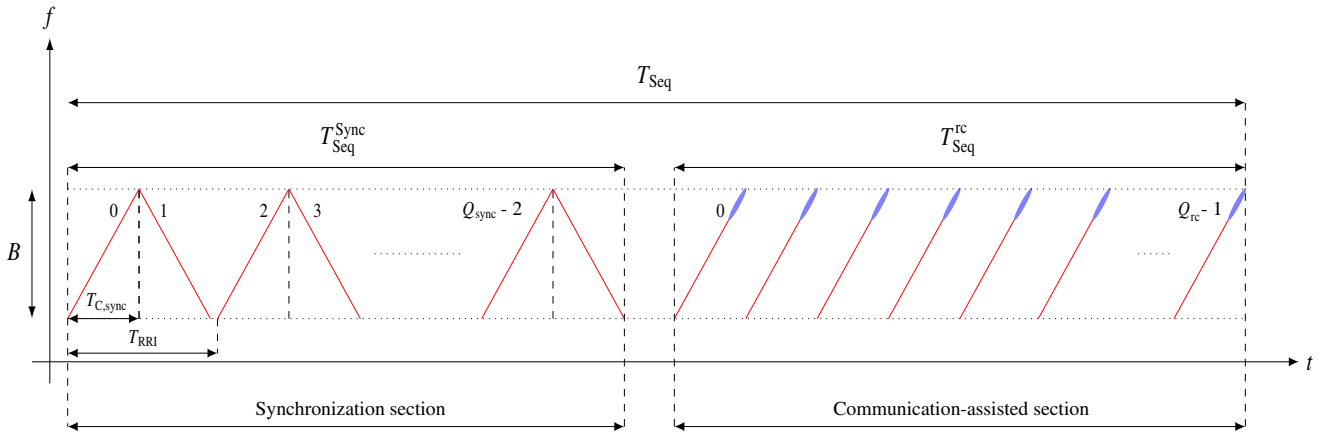 f
T_Seq
T_Seq^Sync T_Seq^rc
0 1 2 3 Q_sync - 2 0 Q_rc - 1
B
T_C,sync
T_RRI
t
Synchronization section Communication-assisted section